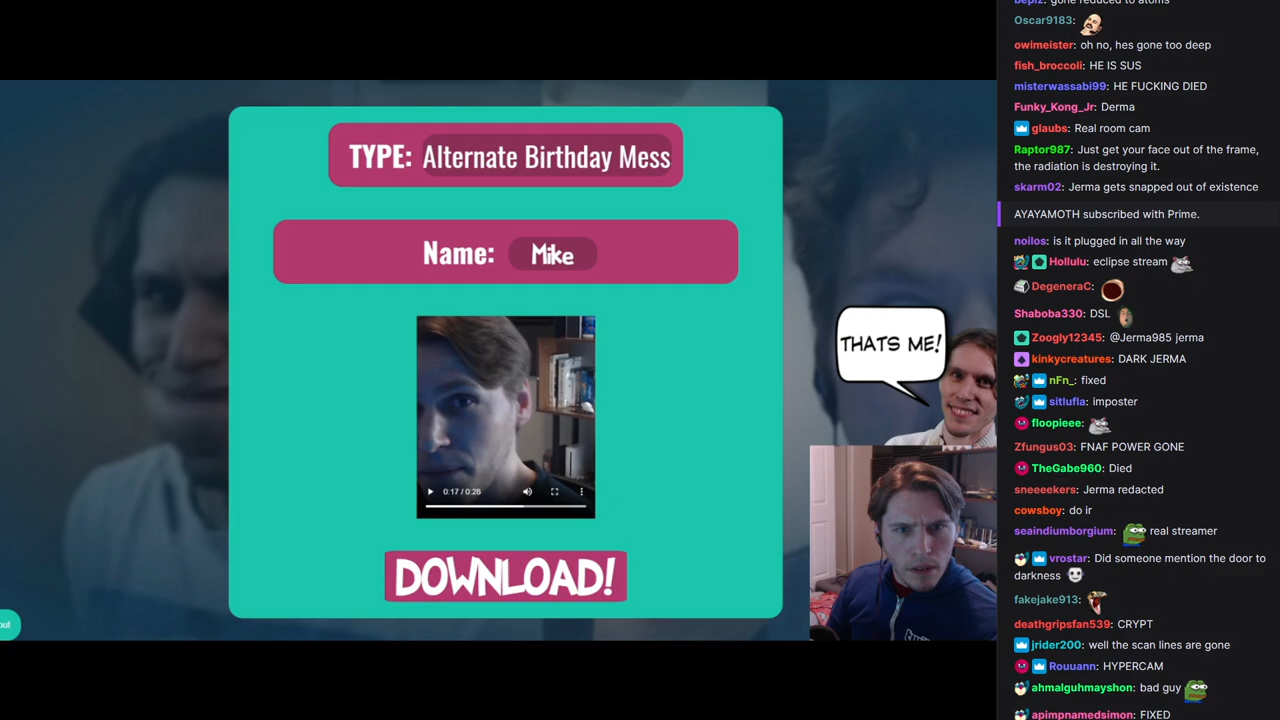 TYPE: Alternate Birthday Mess
Name: Mike
THATS ME!
0:17 / 0:28
DOWNLOAD!
out
bepiz: gone reduced to atoms
Oscar9183:
owimeister: oh no, hes gone too deep
fish_broccoli: HE IS SUS
misterwassabi99: HE FUCKING DIED
Funky_Kong_Jr: Derma
glaubs: Real room cam
Raptor987: Just get your face out of the frame,
the radiation is destroying it.
skarm02: Jerma gets snapped out of existence
AYAYAMOTH subscribed with Prime.
noilos: is it plugged in all the way
Hollulu: eclipse stream
DegeneraC:
Shaboba330: DSL
Zoogly12345: @Jerma985 jerma
kinkycreatures: DARK JERMA
nFn_: fixed
sitlufla: imposter
floopieee:
Zfungus03: FNAF POWER GONE
TheGabe960: Died
sneeeekers: Jerma redacted
cowsboy: do ir
seaindiumborgium: real streamer
vrostar: Did someone mention the door to
darkness
fakejake913:
deathgripsfan539: CRYPT
jrider200: well the scan lines are gone
Rouuann: HYPERCAM
ahmalguhmayshon: bad guy
apimpnamedsimon: FIXED